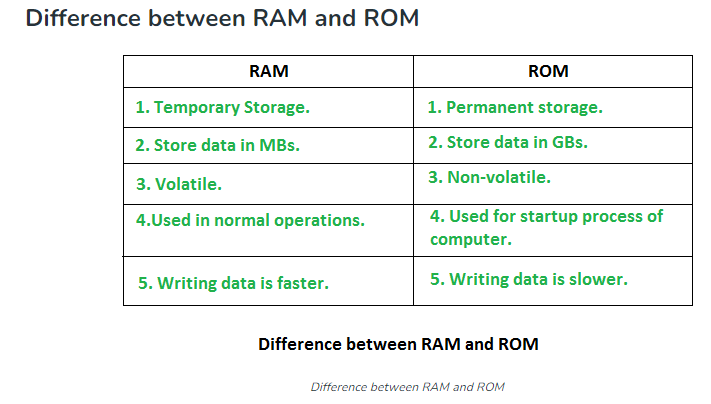 Difference between RAM and ROM
RAM
ROM
1. Temporary Storage.
1. Permanent storage.
2. Store data in MBs.
2. Store data in GBs.
3. Volatile.
3. Non-volatile.
4.Used in normal operations.
4. Used for startup process of
computer.
5. Writing data is faster.
5. Writing data is slower.
Difference between RAM and ROM
Difference between RAM and ROM